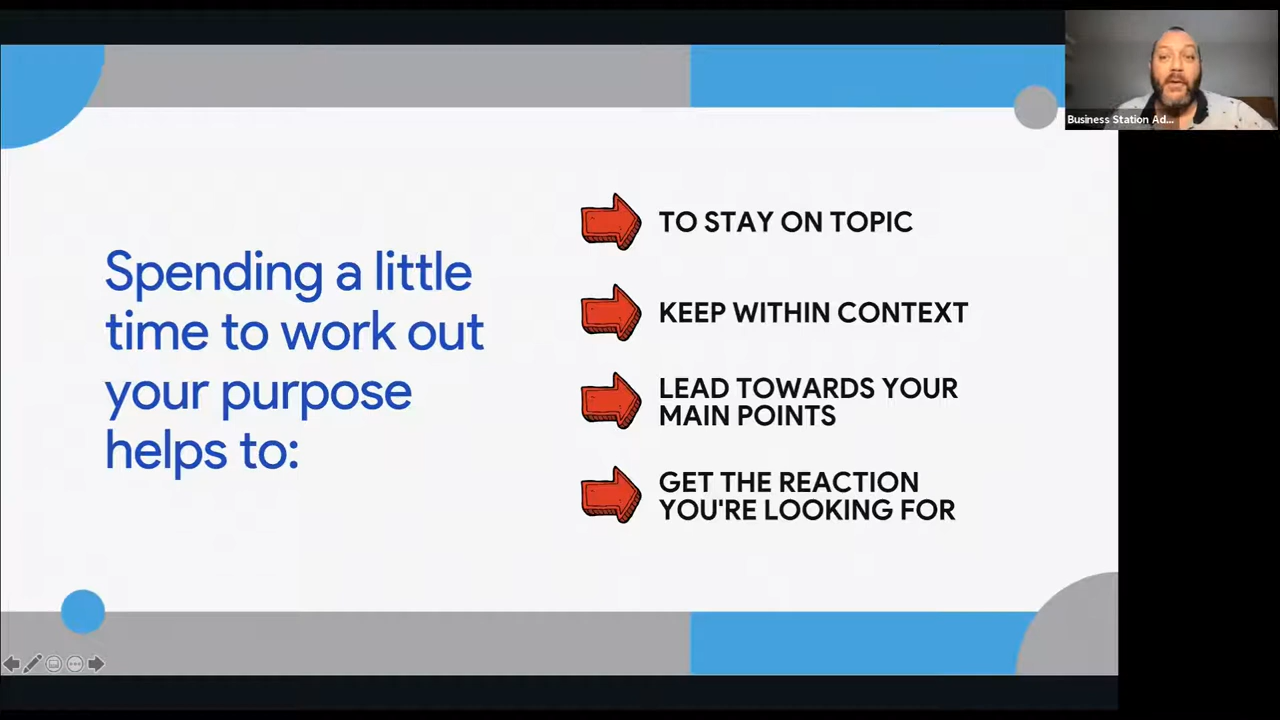 Business Station Ad...
Spending a little
time to work out
your purpose
helps to:
TO STAY ON TOPIC
KEEP WITHIN CONTEXT
LEAD TOWARDS YOUR
MAIN POINTS
GET THE REACTION
YOU'RE LOOKING FOR